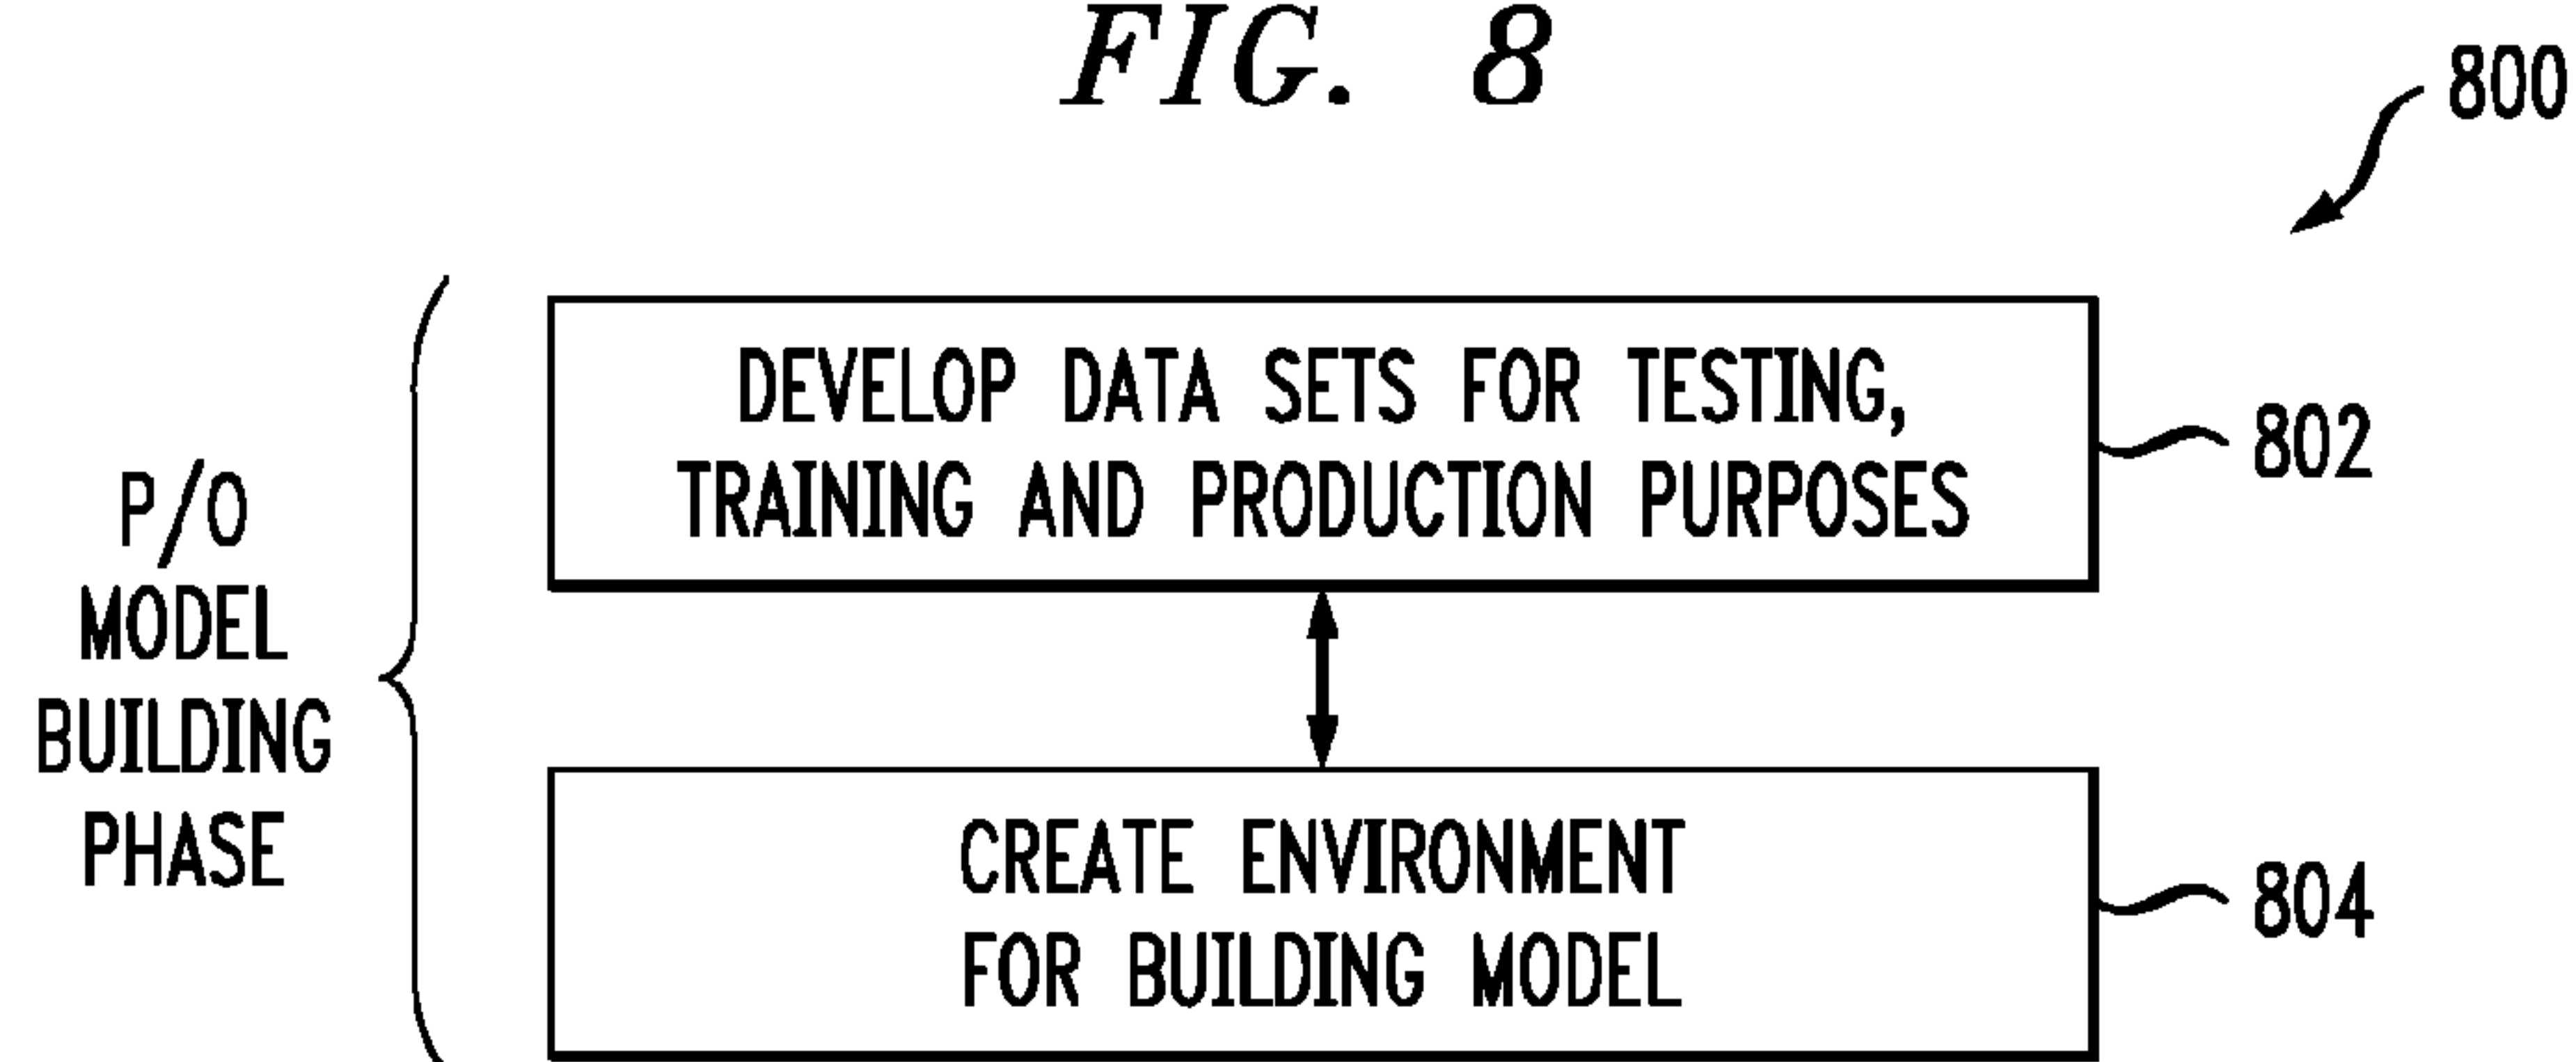 FIG. 8
800
DEVELOP DATA SETS FOR TESTING,
TRAINING AND PRODUCTION PURPOSES
802
P/O
MODEL
BUILDING
PHASE
CREATE ENVIRONMENT
FOR BUILDING MODEL
804